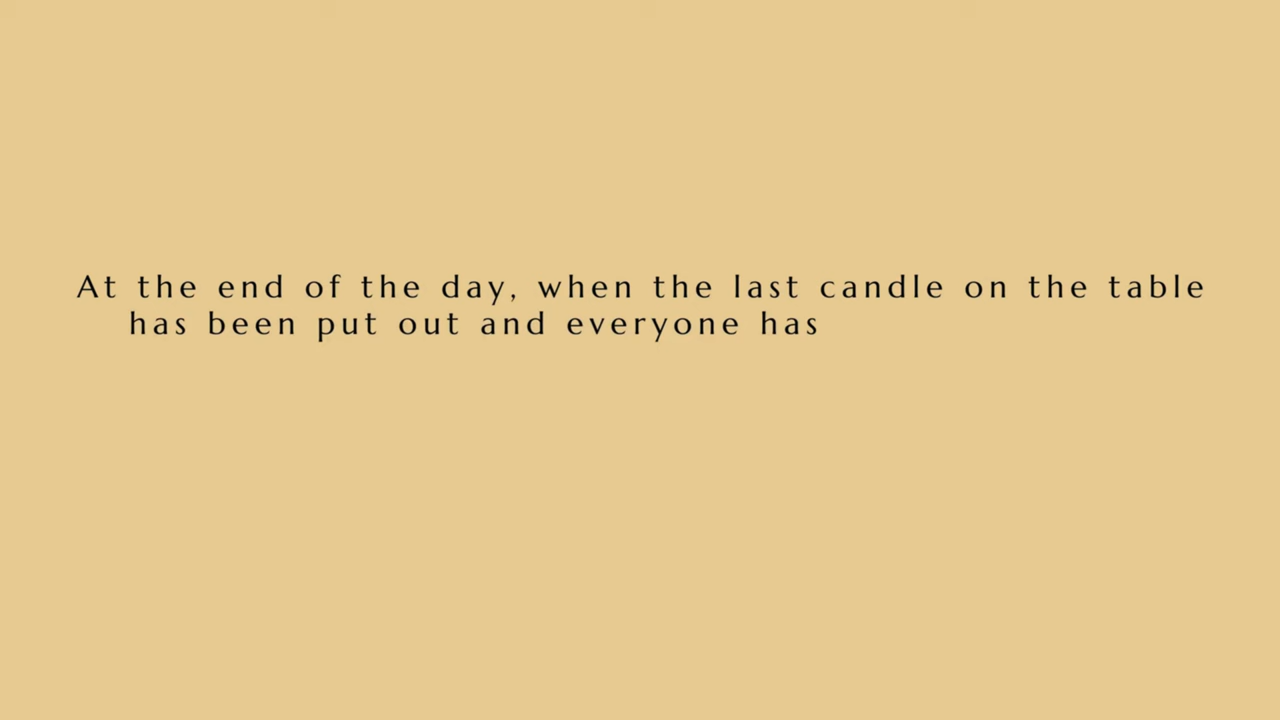 At the end of the day, when the last candle on the table
has been put out and everyone has